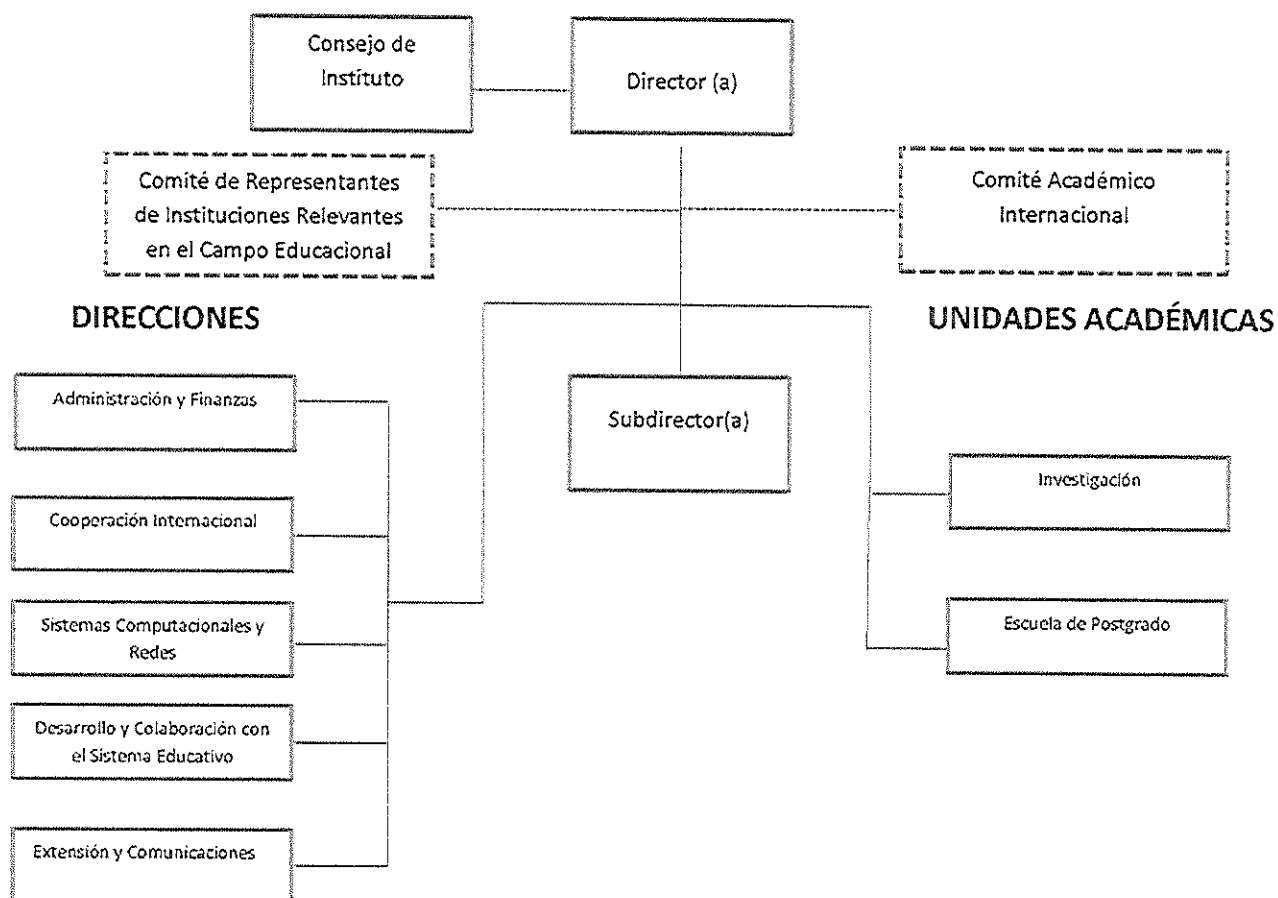 Consejo de
Instituto
Director (a)
Comité de Representantes
de Instituciones Relevantes
en el Campo Educacional
Comité Académico
Internacional
DIRECCIONES
UNIDADES ACADÉMICAS
Administración y Finanzas
Cooperación Internacional
Sistemas Computacionales y
Redes
Desarrollo y Colaboración con
el Sistema Educativo
Extensión y Comunicaciones
Subdirector(a)
Investigación
Escuela de Postgrado